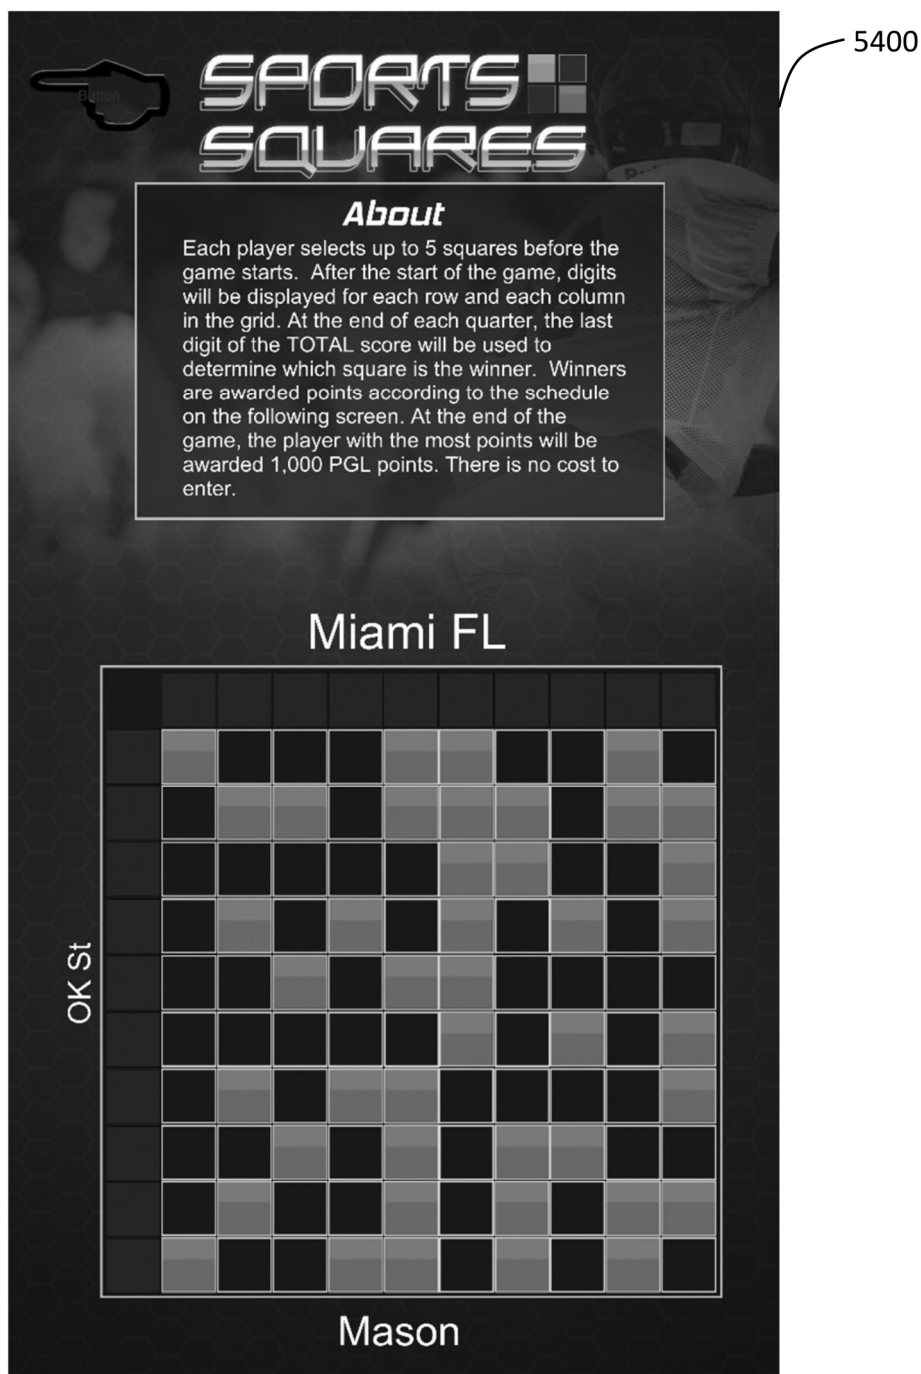 5400
Button
SPORTS
SQUARES
About
Each player selects up to 5 squares before the
game starts.  After the start of the game, digits
will be displayed for each row and each column
in the grid. At the end of each quarter, the last
digit of the TOTAL score will be used to
determine which square is the winner.  Winners
are awarded points according to the schedule
on the following screen. At the end of the
game, the player with the most points will be
awarded 1,000 PGL points. There is no cost to
enter.
Miami FL
OK St
Mason